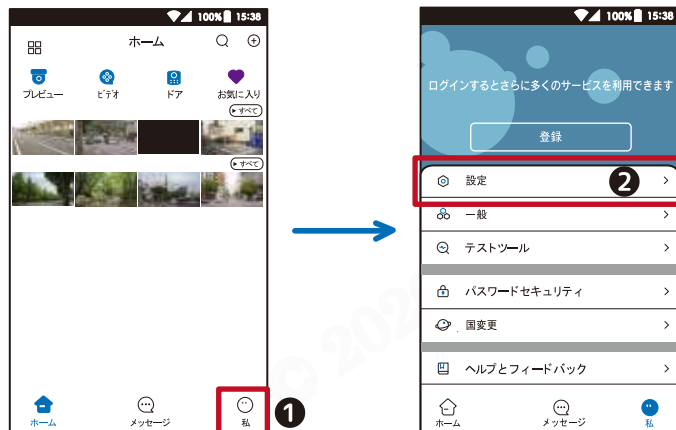 100% 15:38
ホーム
プレビュー
ビデオ
ドア
お気に入り
すべて
すべて
ホーム
メッセージ
私
❶
100% 15:38
ログインするとさらに多くのサービスを利用できます
登録
設定
❷
一般
テストツール
パスワードセキュリティ
国変更
ヘルプとフィードバック
ホーム
メッセージ
私